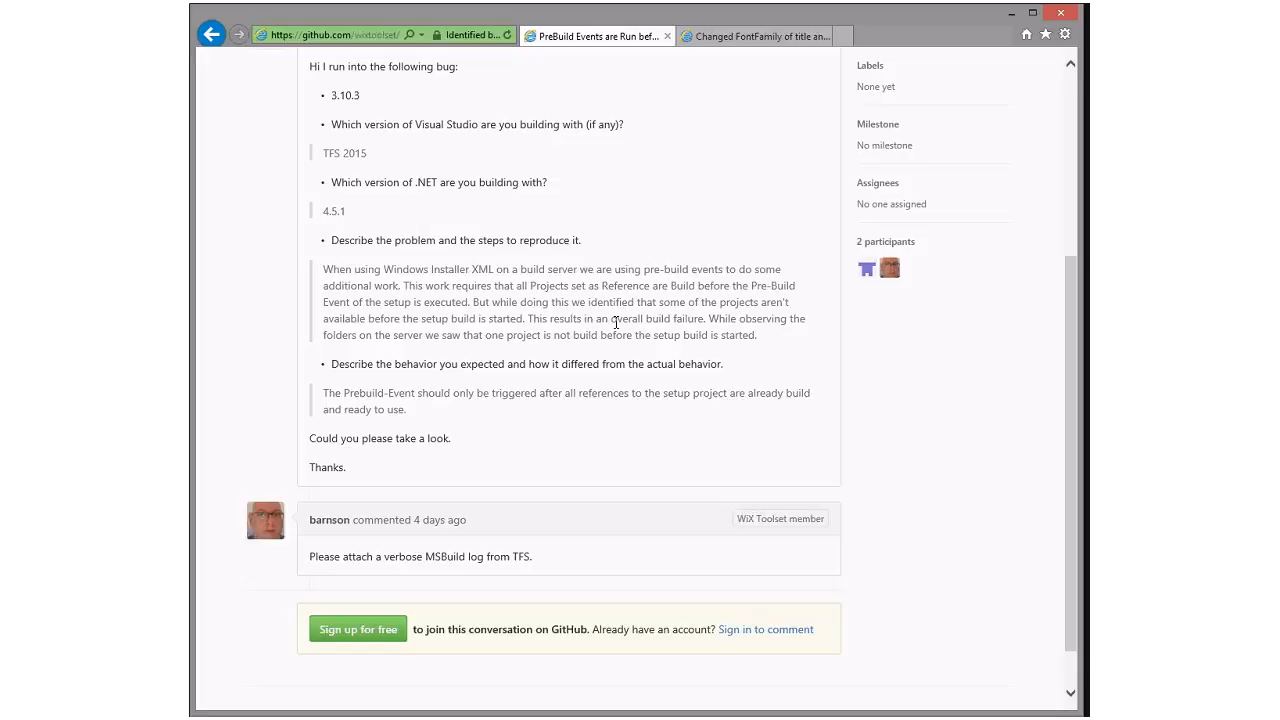 https://github.com/wixtoolset/
Identified b...
PreBuild Events are Run bef...
Changed FontFamily of title an...
Hi I run into the following bug:
• 3.10.3
• Which version of Visual Studio are you building with (if any)?
TFS 2015
• Which version of .NET are you building with?
4.5.1
• Describe the problem and the steps to reproduce it.
When using Windows Installer XML on a build server we are using pre-build events to do some
additional work. This work requires that all Projects set as Reference are Build before the Pre-Build
Event of the setup is executed. But while doing this we identified that some of the projects aren't
available before the setup build is started. This results in an overall build failure. While observing the
folders on the server we saw that one project is not build before the setup build is started.
• Describe the behavior you expected and how it differed from the actual behavior.
The Prebuild-Event should only be triggered after all references to the setup project are already build
and ready to use.
Could you please take a look.
Thanks.
barnson commented 4 days ago
WiX Toolset member
Please attach a verbose MSBuild log from TFS.
Sign up for free to join this conversation on GitHub. Already have an account? Sign in to comment
Labels
None yet
Milestone
No milestone
Assignees
No one assigned
2 participants